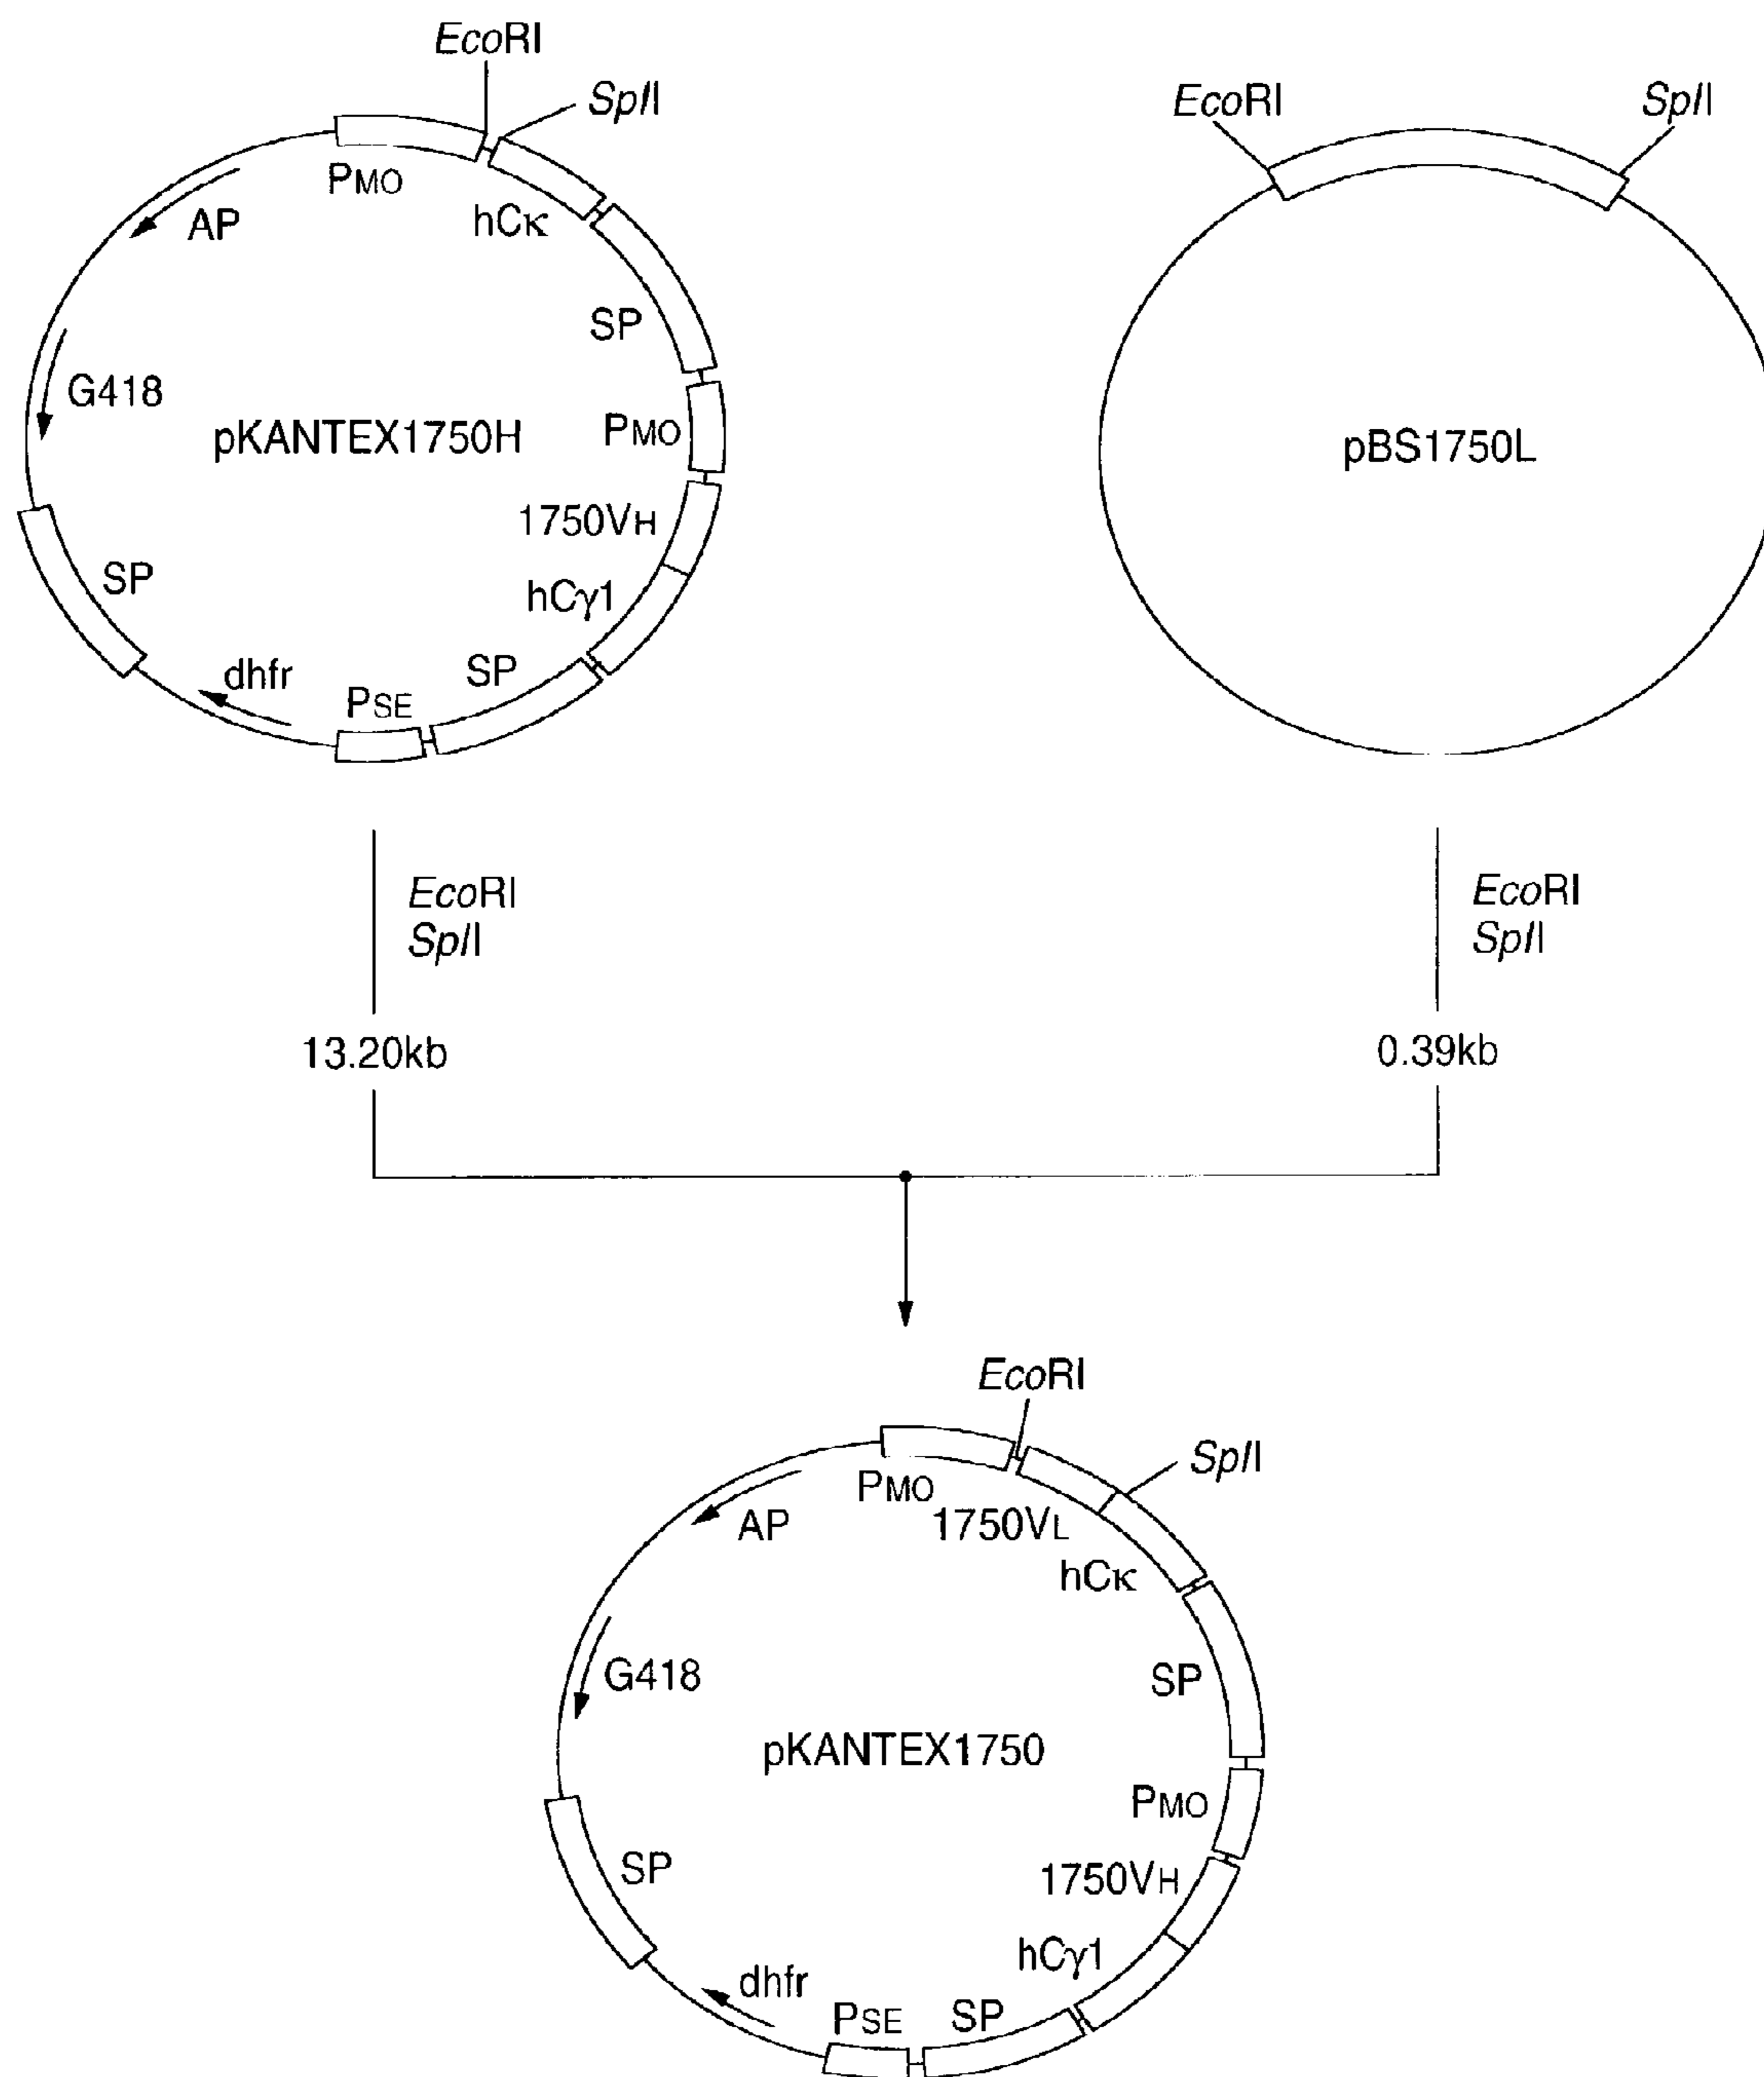 EcoRI
SplI
PMO
hCκ
AP
SP
G418
pKANTEX1750H
PMO
1750VH
hCγ1
SP
SP
dhfr
PSE
EcoRI
SplI
pBS1750L
EcoRI
SplI
13.20kb
EcoRI
SplI
0.39kb
EcoRI
SplI
PMO
1750VL
AP
hCκ
G418
SP
pKANTEX1750
PMO
1750VH
SP
hCγ1
dhfr
PSE
SP